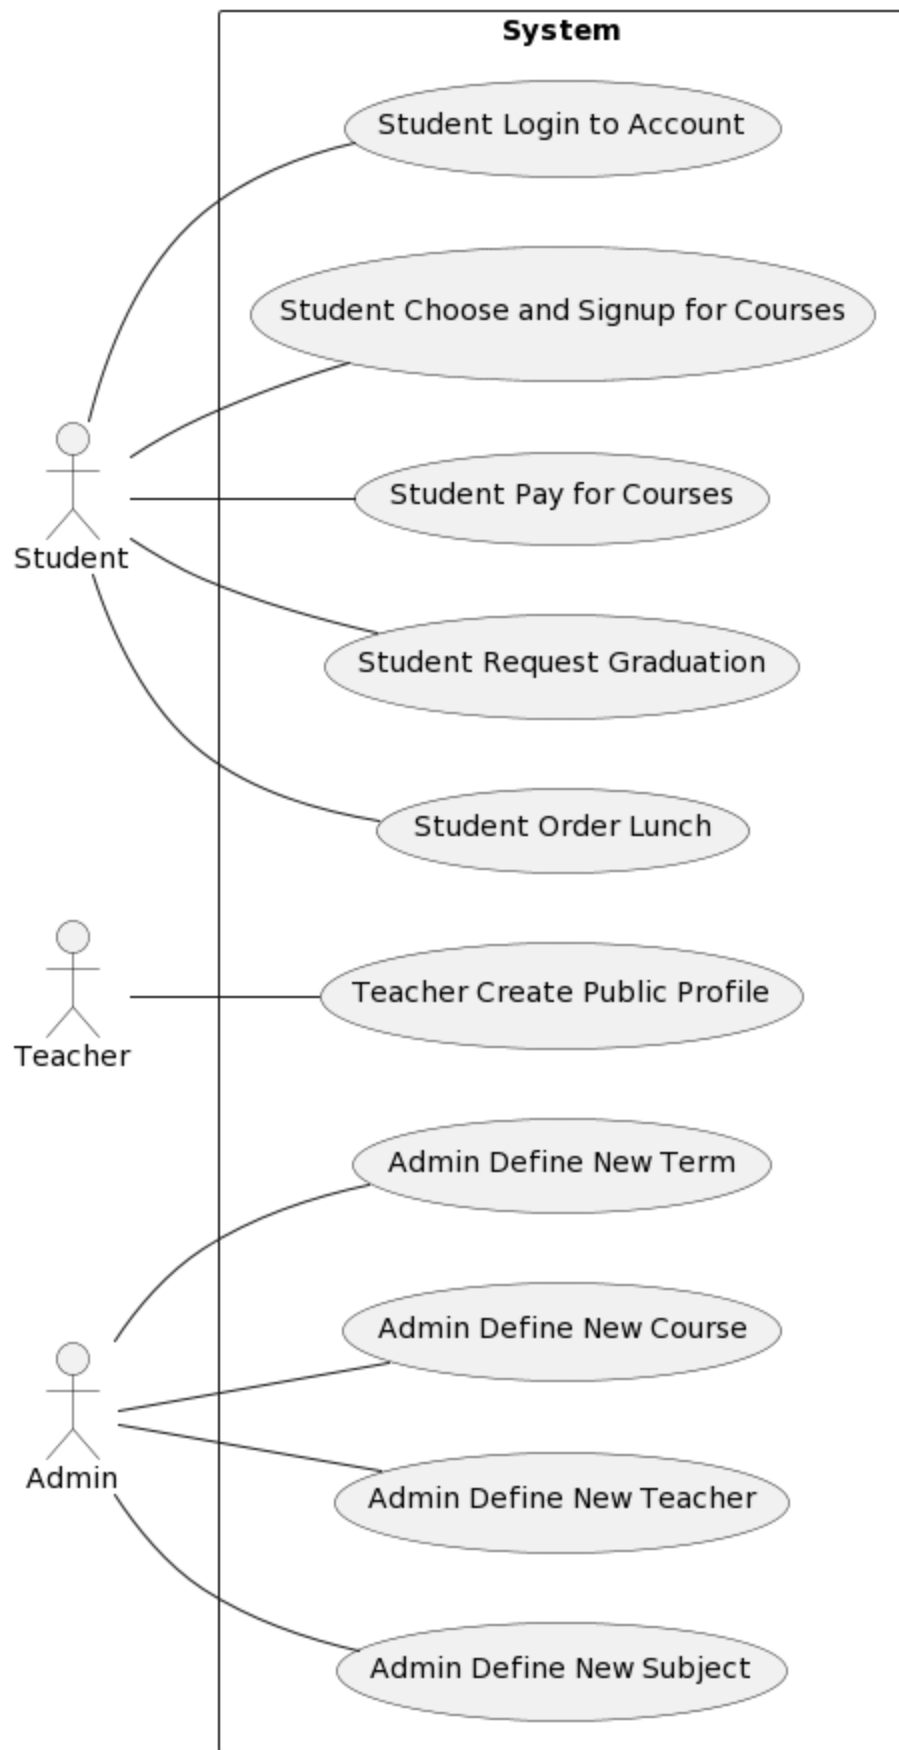 System
Student Login to Account
Student Choose and Signup for Courses
Student Pay for Courses
Student
Student Request Graduation
Student Order Lunch
Teacher Create Public Profile
Teacher
Admin Define New Term
Admin Define New Course
Admin
Admin Define New Teacher
Admin Define New Subject